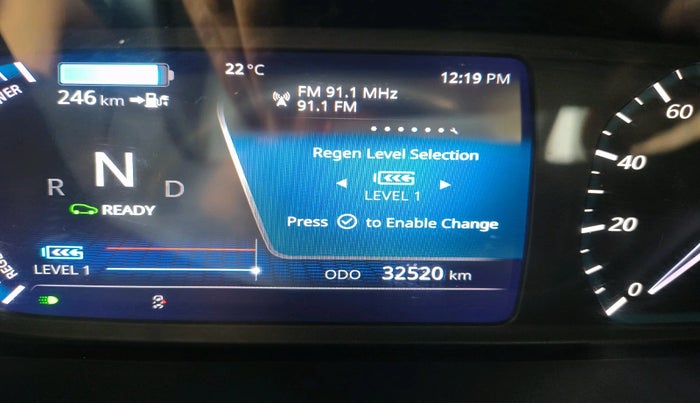 22 °C
12:19 PM
246 km
FM 91.1 MHz
91.1 FM
Regen Level Selection
LEVEL 1
Press to Enable Change
R N D
READY
LEVEL 1
ODO 32520 km
60
40
20
0